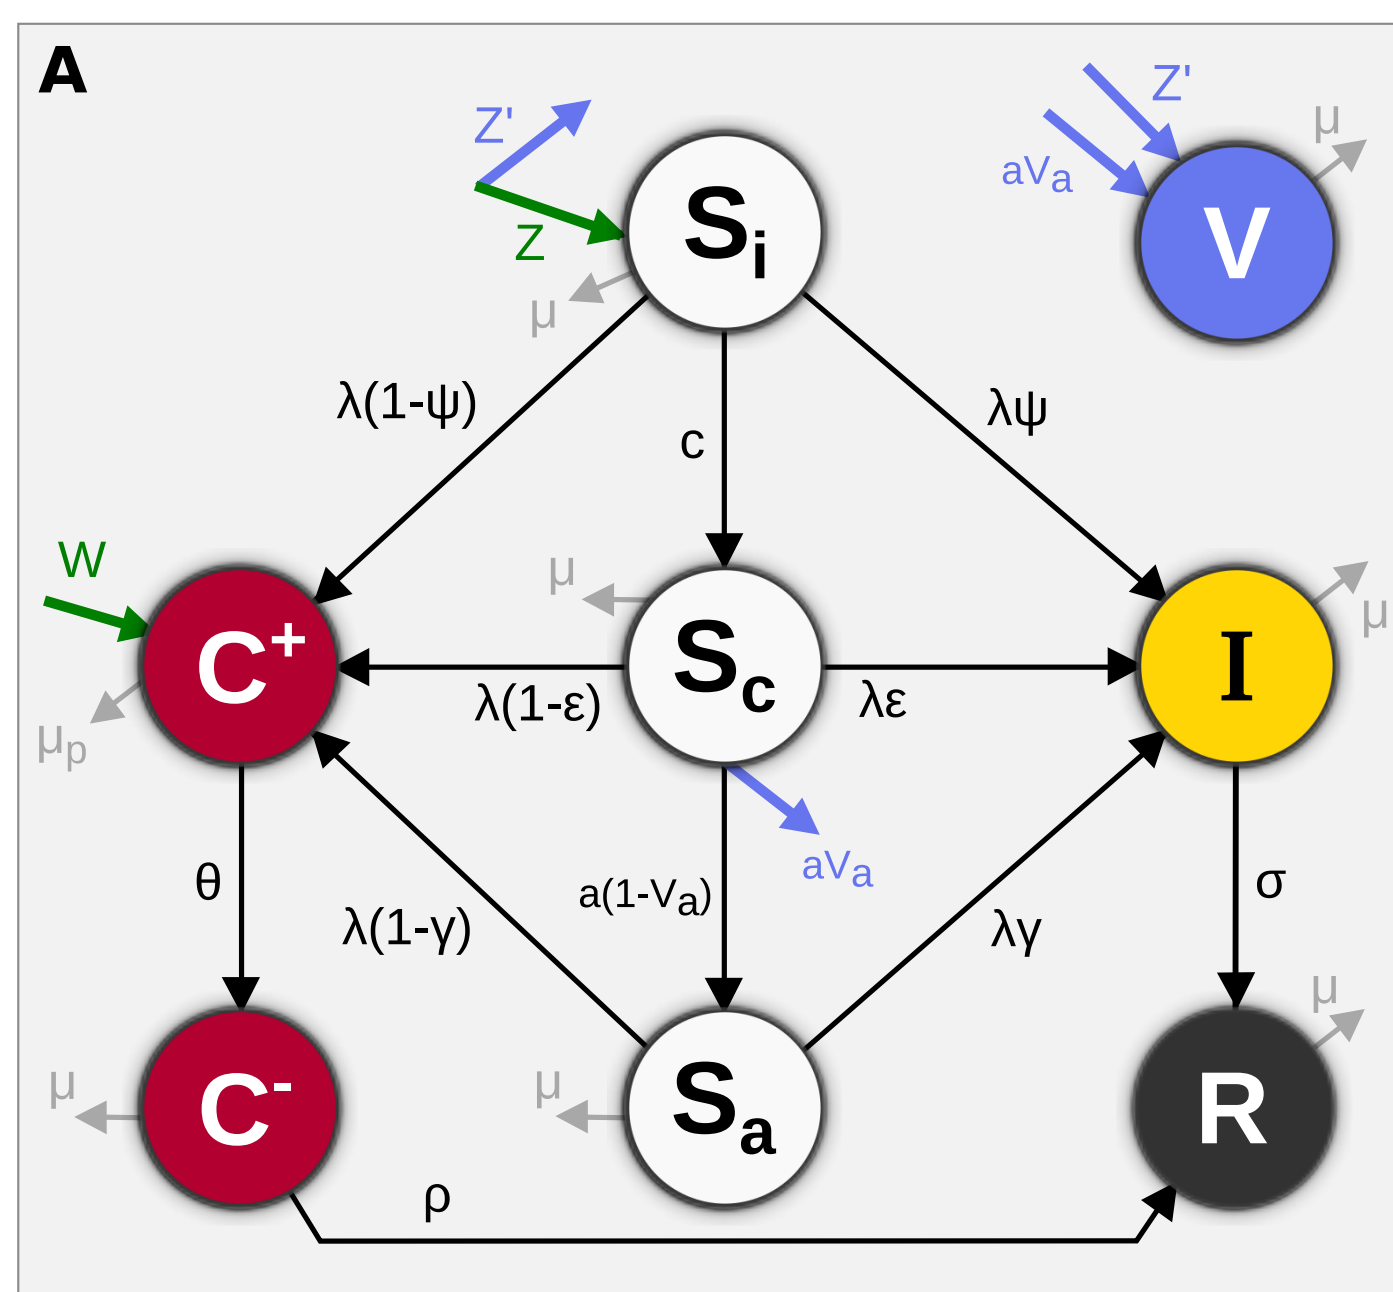 A
Z'
Z'
μ
aVa
Si
V
Z
μ
λ(1-ψ)
λψ
c
W
μ
μ
C+
Sc
I
λ(1-ε)
λε
μp
aVa
θ
a(1-Va)
σ
λ(1-γ)
λγ
μ
μ
μ
C-
Sa
R
ρ